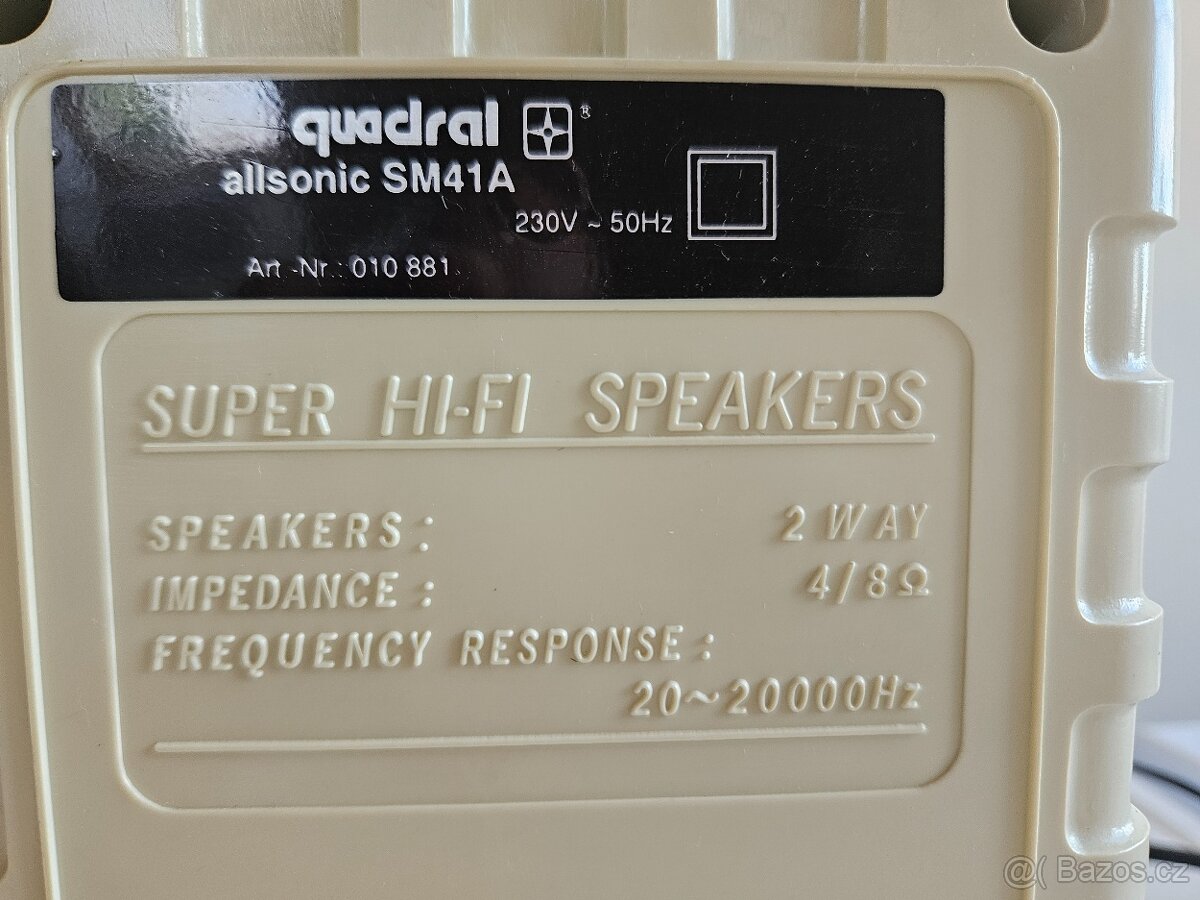 quadral ®
allsonic SM41A
230V ~ 50Hz
Art.-Nr.: 010 881
SUPER HI-FI SPEAKERS
SPEAKERS: 2 WAY
IMPEDANCE: 4/8Ω
FREQUENCY RESPONSE:
20~20000Hz
@( Bazos.cz